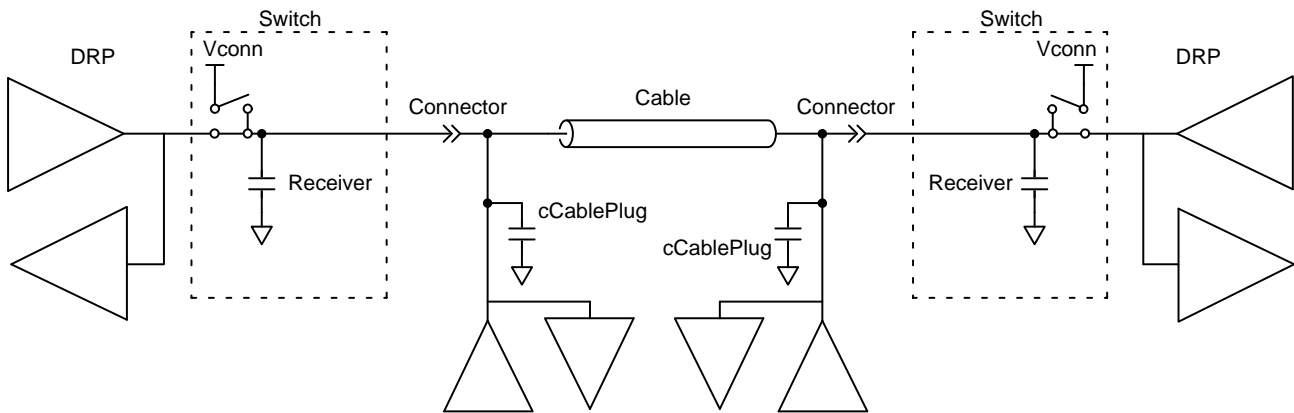 Switch
Switch
DRP
Vconn
Vconn
DRP
Connector
Cable
Connector
Receiver
Receiver
cCablePlug
cCablePlug